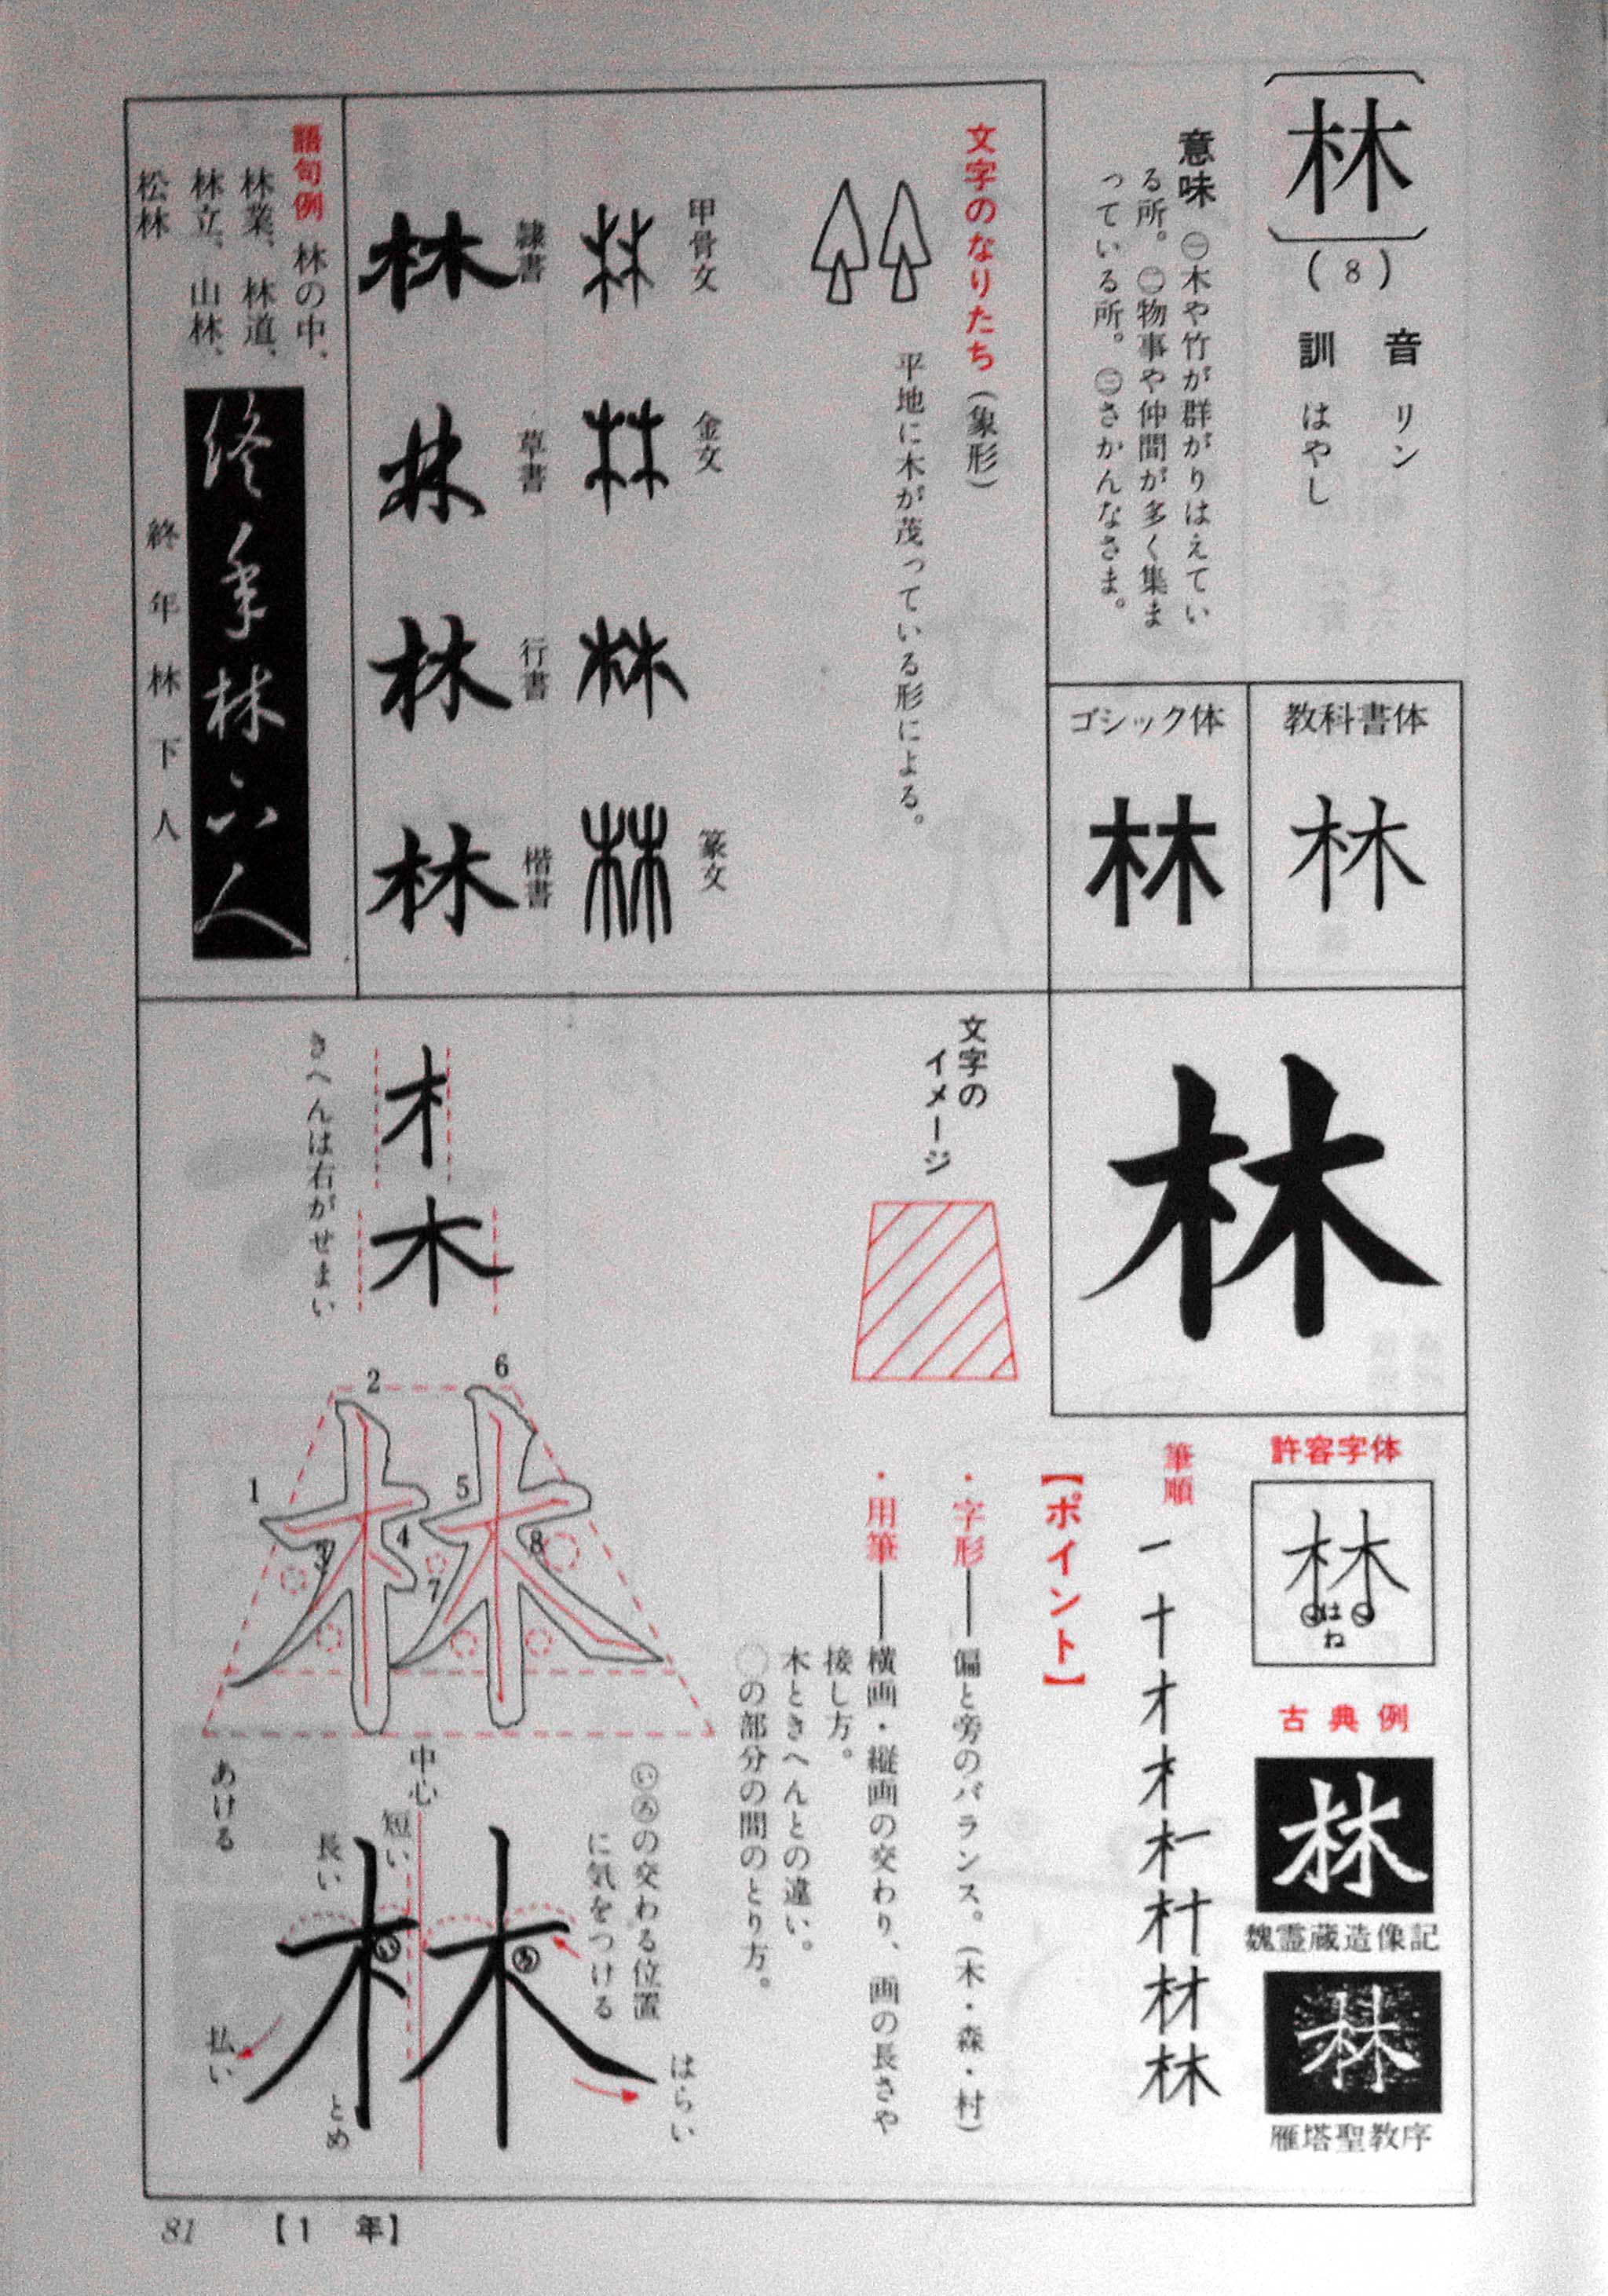 林
(8)
音 リン
訓 はやし
意味 ㊀木や竹が群がりはえてい
る所。㊁物事や仲間が多く集ま
っている所。㊂さかんなさま。
教科書体
林
ゴシック体
林
林
許容字体
林
はね
古典例
林
魏霊蔵造像記
林
雁塔聖教序
筆順
一 十 才 木 林
文字のなりたち(象形)
平地に木が茂っている形による。
甲骨文
金文
篆文
隷書
林
草書
林
行書
林
楷書
林
語句例 林の中、
林業、林道、
林立、山林、
松林
終年林下人
終年林下人
文字の
イメージ
【ポイント】
・字形――偏と旁のバランス。(木・森・村)
・用筆――横画・縦画の交わり、画の長さや
接し方。
木ときへんとの違い。
○の部分の間のとり方。
木 木
きへんは右がせまい
林
1 2 3 4 5 6 7 8
㋑㋺の交わる位置
に気をつける
中心
短い
長い
あける
い
ろ
林
払い
とめ
はらい
81 【1 年】